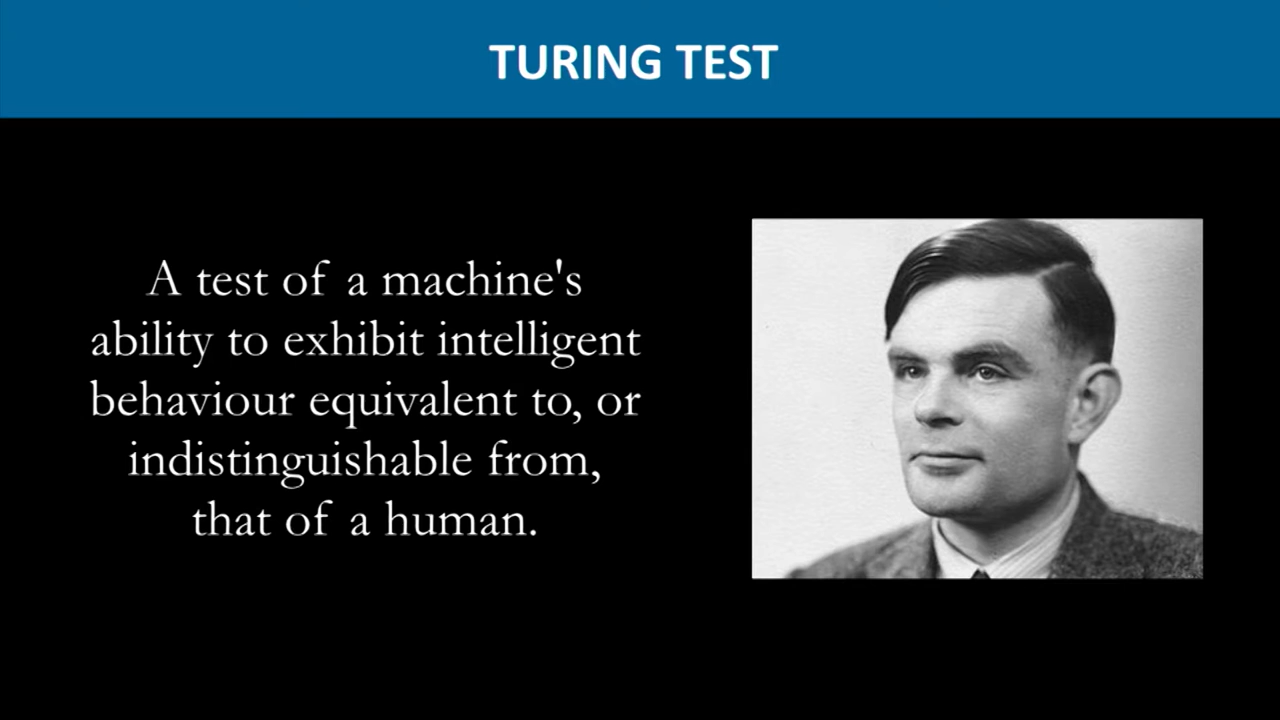 TURING TEST
A test of a machine's
ability to exhibit intelligent
behaviour equivalent to, or
indistinguishable from,
that of a human.